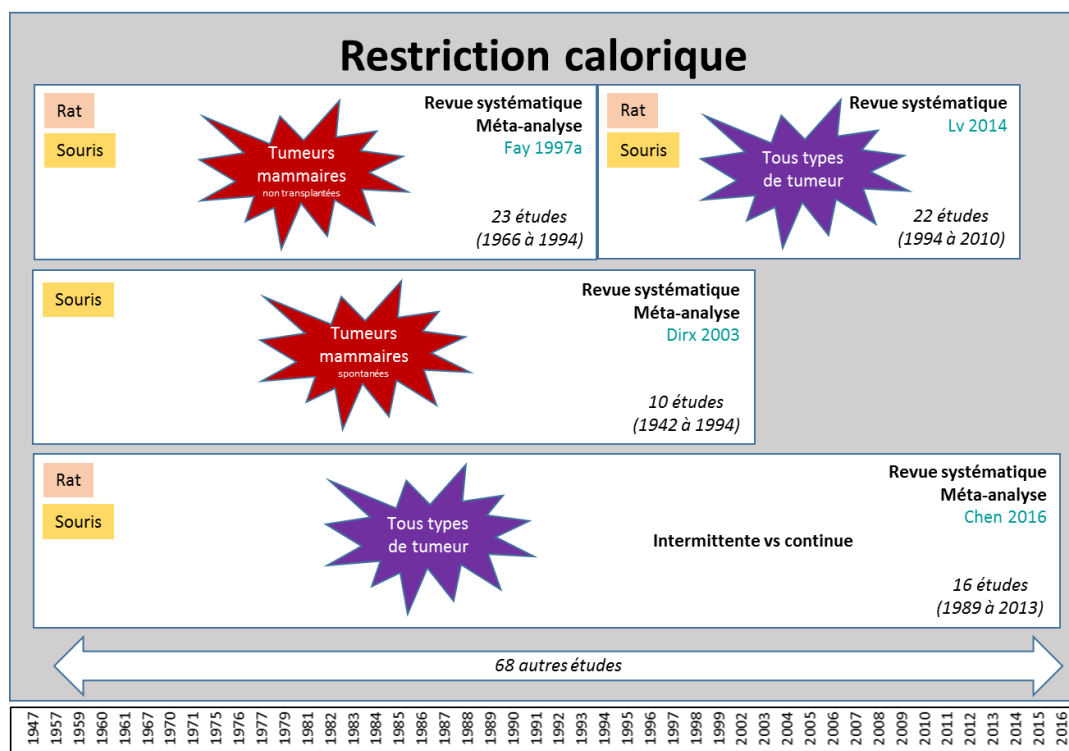 Restriction calorique
Rat
Souris
Tumeurs
mammaires
non transplantées
Revue systématique
Méta-analyse
Fay 1997a
23 études
(1966 à 1994)
Rat
Souris
Tous types
de tumeur
Revue systématique
Lv 2014
22 études
(1994 à 2010)
Souris
Tumeurs
mammaires
spontanées
Revue systématique
Méta-analyse
Dirx 2003
10 études
(1942 à 1994)
Rat
Souris
Tous types
de tumeur
Intermittente vs continue
Revue systématique
Méta-analyse
Chen 2016
16 études
(1989 à 2013)
68 autres études
1947 1957 1959 1960 1961 1967 1970 1971 1975 1976 1977 1979 1981 1982 1983 1984 1985 1986 1987 1988 1989 1990 1991 1992 1993 1994 1995 1996 1997 1998 1999 2002 2003 2004 2005 2006 2007 2008 2009 2010 2011 2012 2013 2014 2015 2016